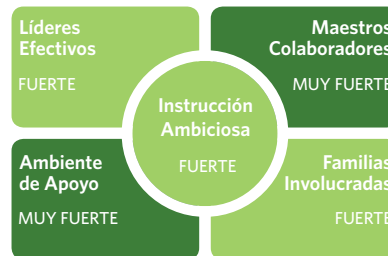 Líderes
Efectivos
FUERTE
Maestros
Colaboradores
MUY FUERTE
Instrucción
Ambiciosa
FUERTE
Ambiente
de Apoyo
MUY FUERTE
Familias
Involucradas
FUERTE